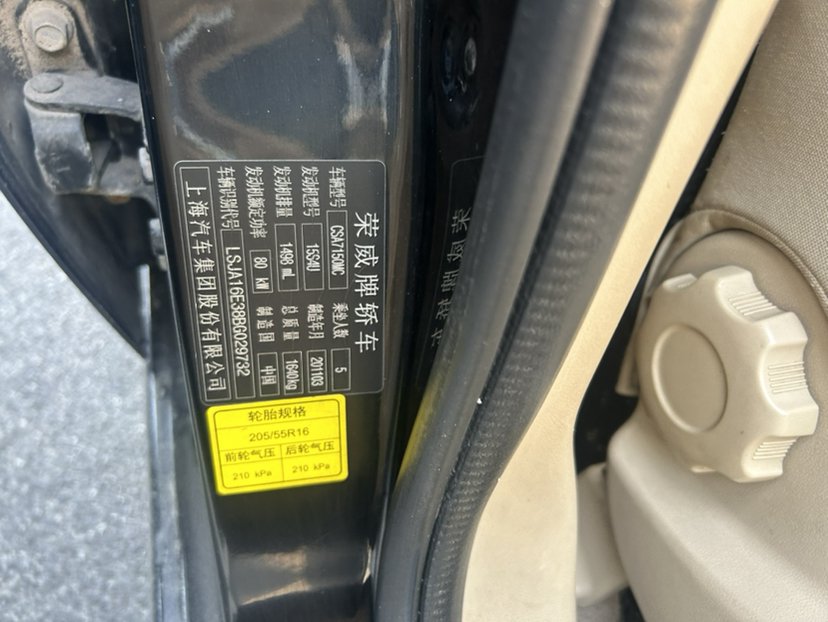 荣威牌轿车
车辆型号 CSA7150MC 乘坐人数 5
发动机型号 15S4U 制造年月 201103
发动机排量 1498 mL 总质量 1640kg
发动机额定功率 80 kW 制造国 中国
车辆识别代号 LSJA16E38BG029732
上海汽车集团股份有限公司
轮胎规格
205/55R16
前轮气压 后轮气压
210 kPa 210 kPa